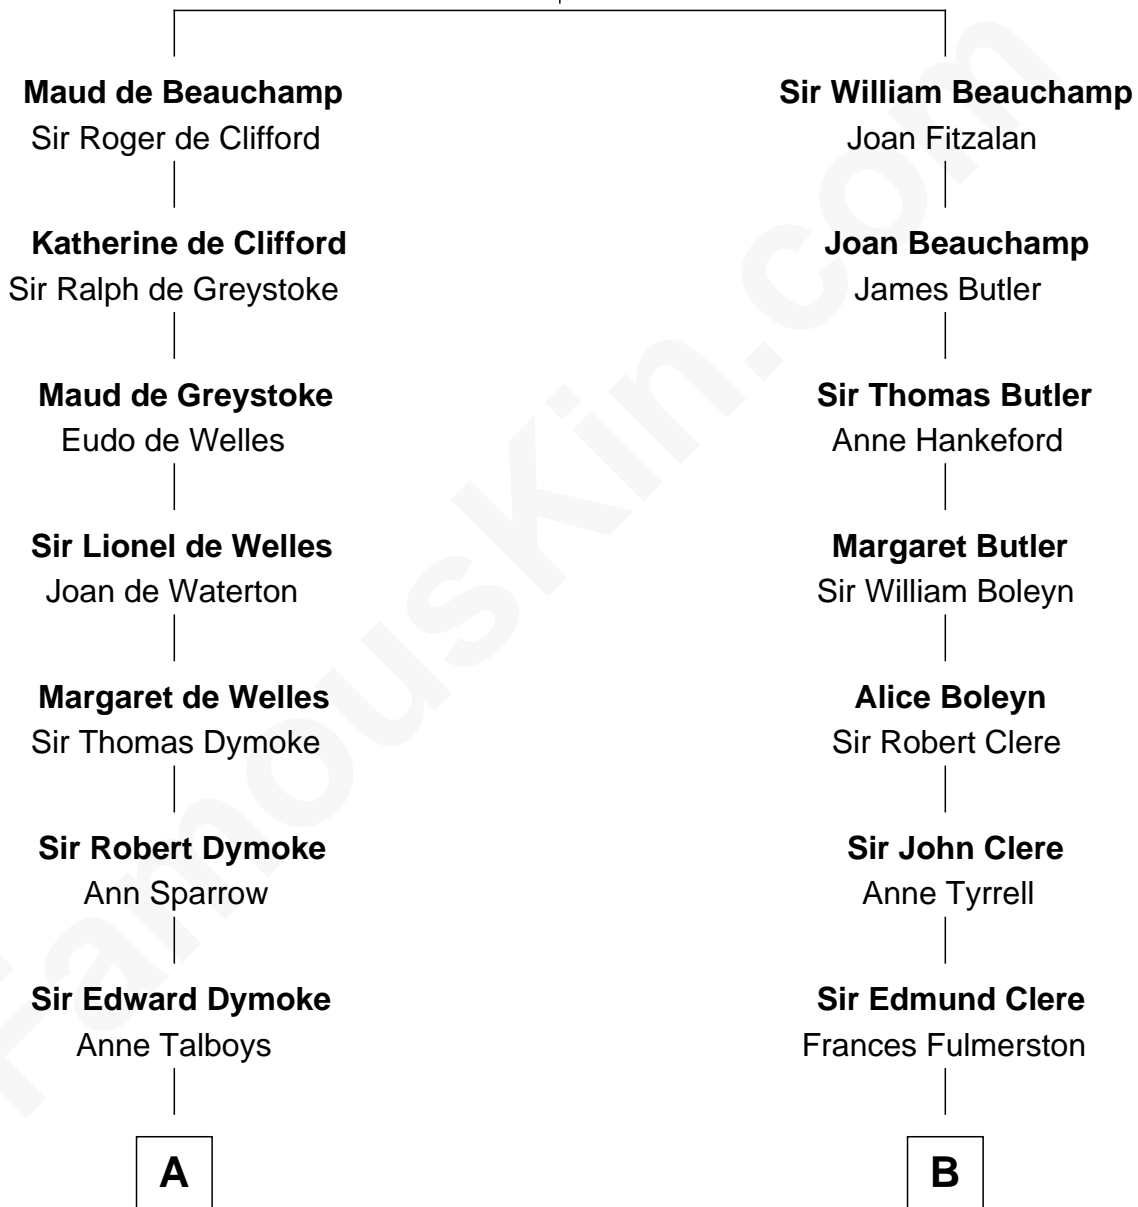 Maud de Beauchamp
Sir Roger de Clifford
Katherine de Clifford
Sir Ralph de Greystoke
Maud de Greystoke
Eudo de Welles
Sir Lionel de Welles
Joan de Waterton
Margaret de Welles
Sir Thomas Dymoke
Sir Robert Dymoke
Ann Sparrow
Sir Edward Dymoke
Anne Talboys
A
Sir William Beauchamp
Joan Fitzalan
Joan Beauchamp
James Butler
Sir Thomas Butler
Anne Hankeford
Margaret Butler
Sir William Boleyn
Alice Boleyn
Sir Robert Clere
Sir John Clere
Anne Tyrrell
Sir Edmund Clere
Frances Fulmerston
B
FamousKin.com